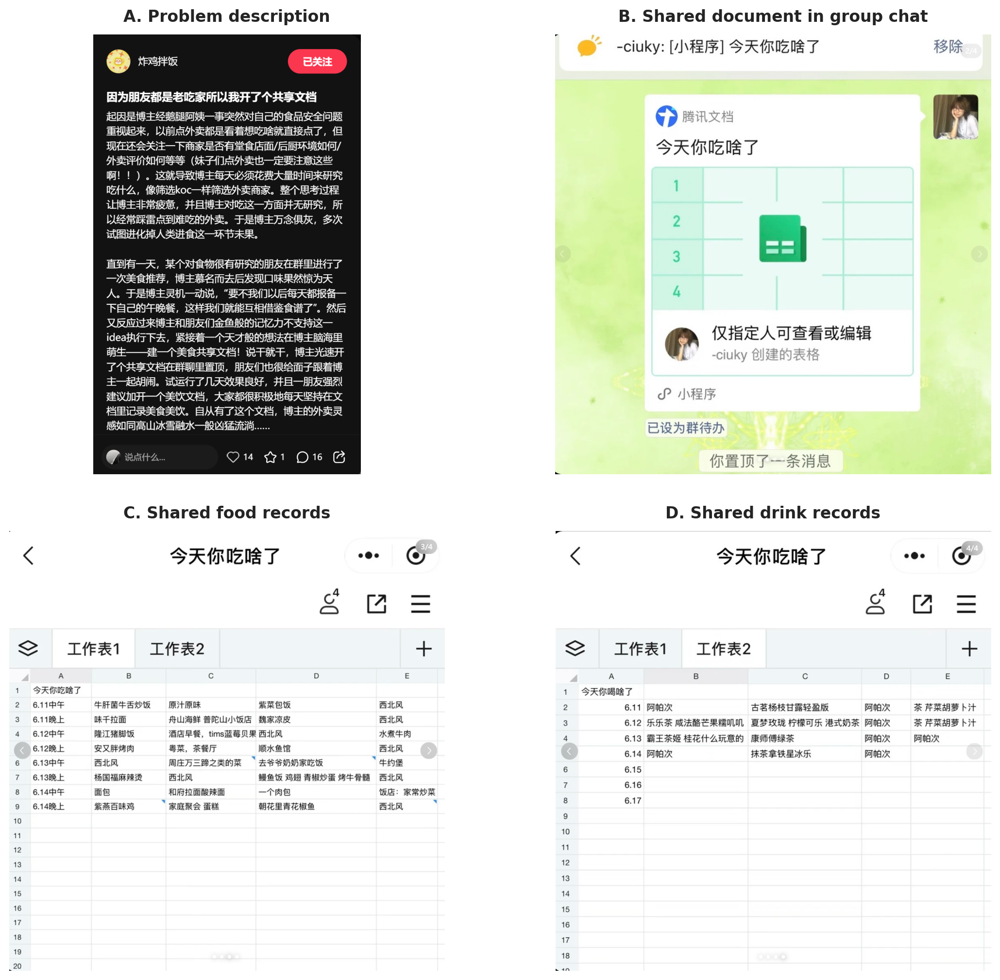 A. Problem description
炸鸡拌饭
已关注
因为朋友都是老吃家所以我开了个共享文档
起因是博主经鹅腿阿姨一事突然对自己的食品安全问题
重视起来，以前点外卖都是看着想吃啥就直接点了，但
现在还会关注一下商家是否有堂食店面/后厨环境如何/
外卖评价如何等等（妹子们点外卖也一定要注意这些
啊！！）。这就导致博主每天必须花费大量时间来研究
吃什么，像筛选koc一样筛选外卖商家。整个思考过程
让博主非常疲惫，并且博主对吃这一方面并无研究，所
以经常踩雷点到难吃的外卖。于是博主万念俱灰，多次
试图进化掉人类进食这一环节未果。
直到有一天，某个对食物很有研究的朋友在群里进行了
一次美食推荐，博主慕名而去后发现口味果然惊为天
人。于是博主灵机一动说，“要不我们以后每天都报备一
下自己的午晚餐，这样我们就能互相借鉴食谱了”。然后
又反应过来博主和朋友们金鱼般的记忆力不支持这一
idea执行下去，紧接着一个天才般的想法在博主脑海里
萌生——建一个美食共享文档！说干就干，博主光速开
了个共享文档在群聊里置顶，朋友们也很给面子跟着博
主一起胡闹。试运行了几天效果良好，并且一朋友强烈
建议加开一个美饮文档，大家都很积极地每天坚持在文
档里记录美食美饮。自从有了这个文档，博主的外卖灵
感如同高山冰雪融水一般凶猛流淌......
说点什么... 14 1 16
B. Shared document in group chat
-ciuky: [小程序] 今天你吃啥了 移除 2/4
腾讯文档
今天你吃啥了
1
2
3
4
仅指定人可查看或编辑
-ciuky 创建的表格
小程序
已设为群待办
你置顶了一条消息
C. Shared food records
今天你吃啥了 3/4
4
工作表1 工作表2
A B C D E
1 今天你吃啥了
2 6.11中午 牛肝菌牛舌炒饭 原汁原味 紫菜包饭 西北风
3 6.11晚上 味千拉面 舟山海鲜 普陀山小饭店 魏家凉皮 西北风
4 6.12中午 隆江猪脚饭 酒店早餐，tims蓝莓贝果 西北风 水煮牛肉
6.12晚上 安又胖烤肉 粤菜，茶餐厅 顺水鱼馆 西北风
6 6.13中午 西北风 周庄万三蹄之类的菜 去爷爷奶奶家吃饭 牛约堡
7 6.13晚上 杨国福麻辣烫 西北风 鳗鱼饭 鸡翅 青椒炒蛋 烤牛骨髓 西北风
8 6.14中午 面包 和府拉面酸辣面 一个肉包 饭店：家常炒菜
9 6.14晚上 紫燕百味鸡 家庭聚会 蛋糕 朝花里青花椒鱼 西北风
10
11
12
13
14
15
16
17
18
19
20
D. Shared drink records
今天你吃啥了 4/4
4
工作表1 工作表2
A B C D E
1 今天你喝啥了
2 6.11 阿帕次 古茗杨枝甘露轻盈版 阿帕次 茶 芹菜胡萝卜汁
3 6.12 乐乐茶 咸法酪芒果糯叽叽 夏梦玫珑 柠檬可乐 港式奶茶 阿帕次 茶 芹菜胡萝卜汁
4 6.13 霸王茶姬 桂花什么玩意的 康师傅绿茶 阿帕次 阿帕次
6.14 阿帕次 抹茶拿铁星冰乐 阿帕次
6 6.15
7 6.16
8 6.17
9
10
11
12
13
14
15
16
17
18